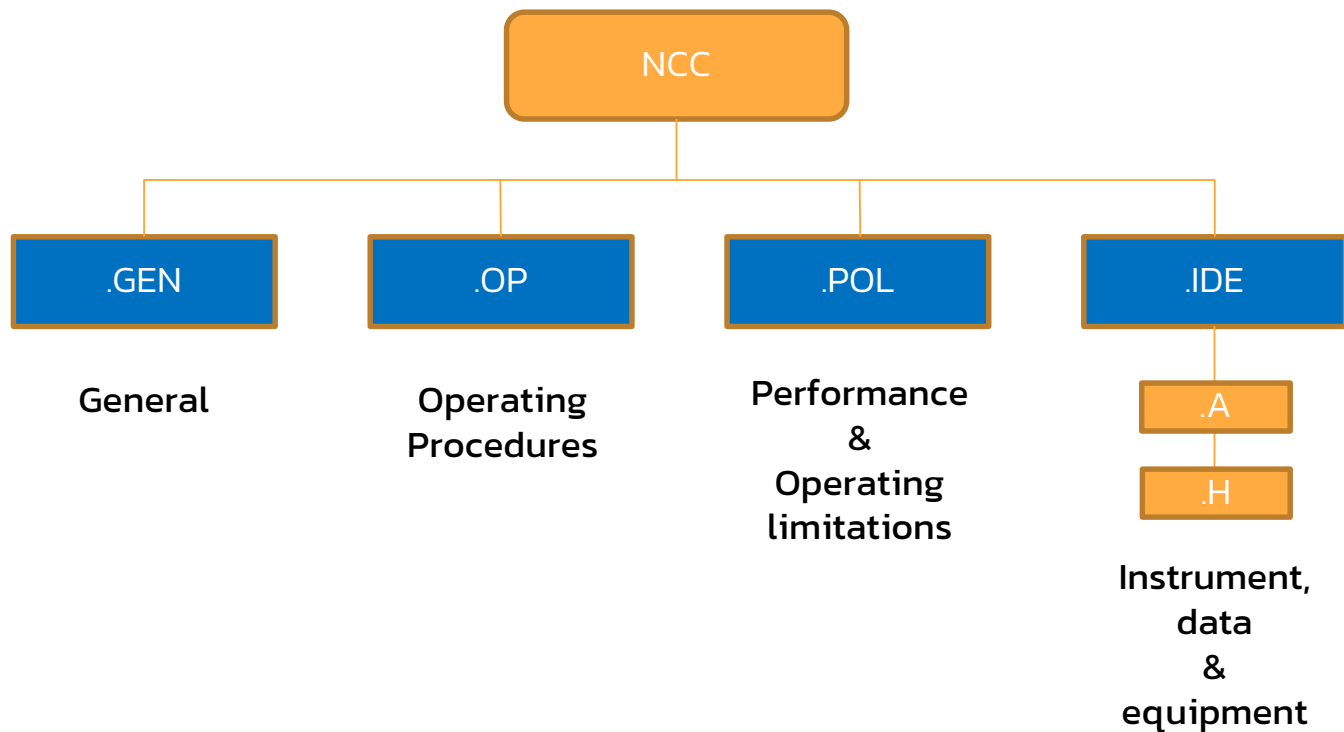 NCC
.GEN
.OP
.POL
.IDE
General
Operating
Procedures
Performance
&
Operating
limitations
.A
.H
Instrument,
data
&
equipment